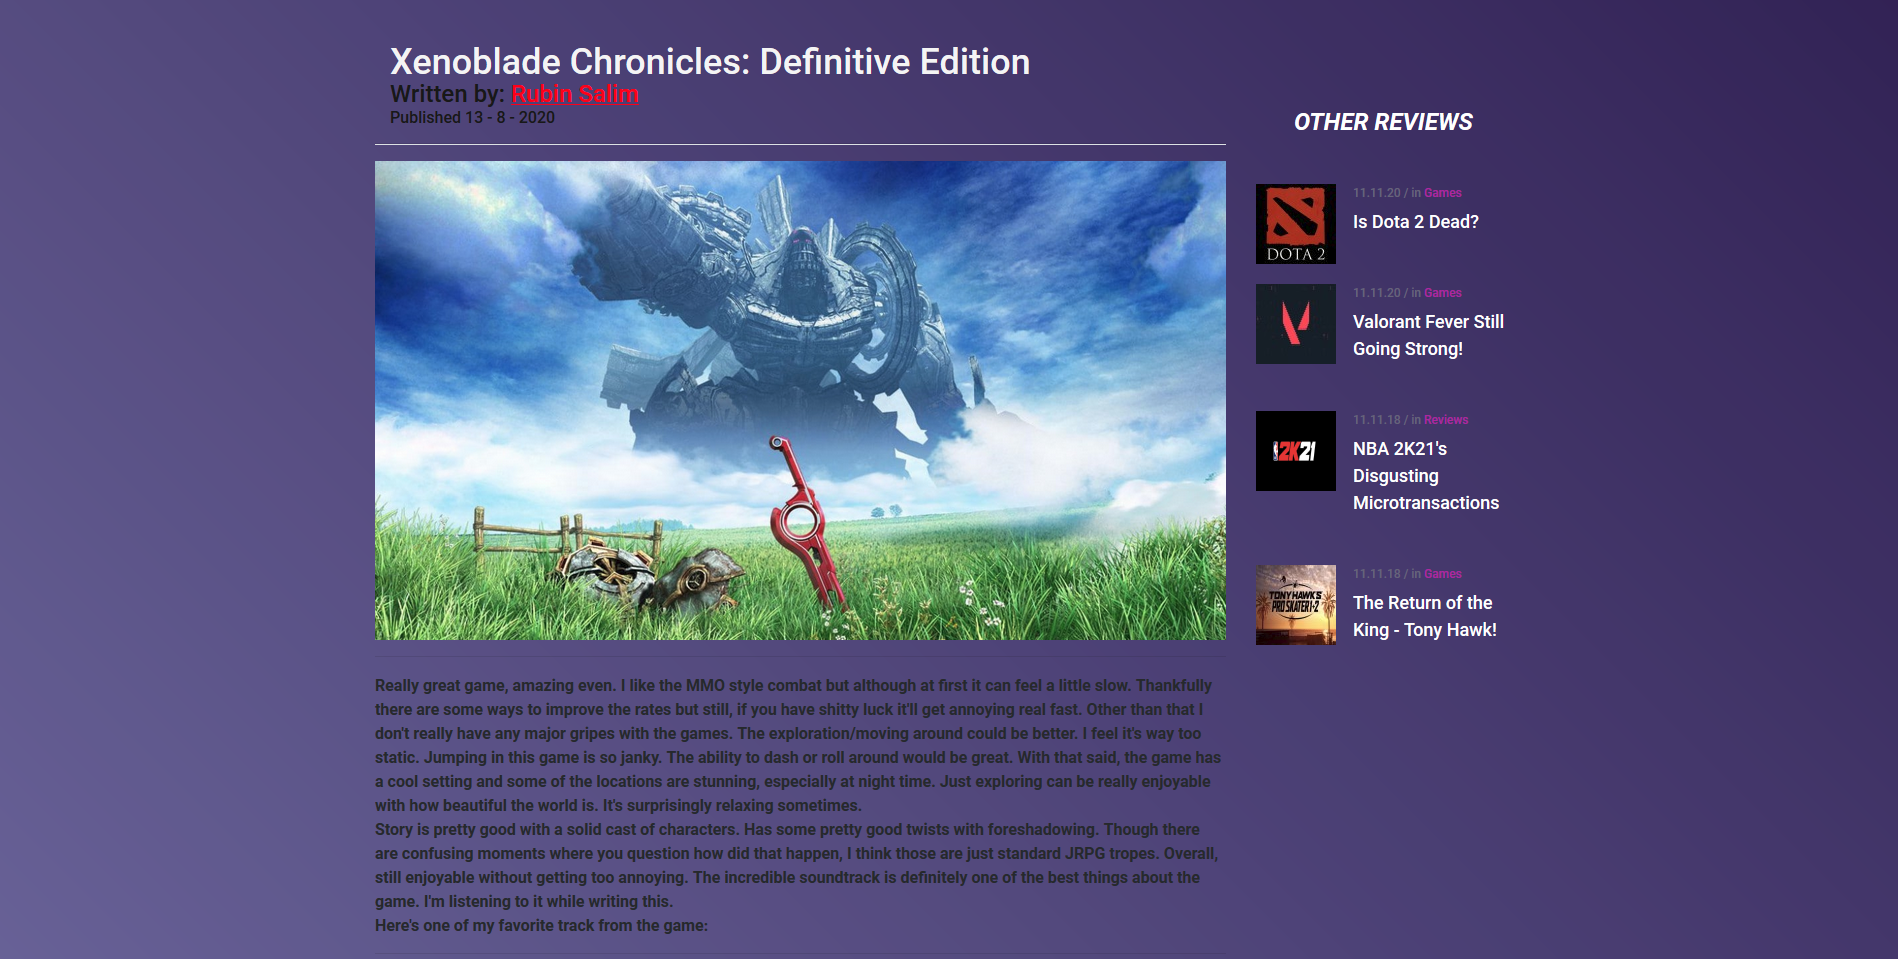 Xenoblade Chronicles: Definitive Edition
Written by: Rubin Salim
Published 13 - 8 - 2020
Really great game, amazing even. I like the MMO style combat but although at first it can feel a little slow. Thankfully
there are some ways to improve the rates but still, if you have shitty luck it'll get annoying real fast. Other than that I
don't really have any major gripes with the games. The exploration/moving around could be better. I feel it's way too
static. Jumping in this game is so janky. The ability to dash or roll around would be great. With that said, the game has
a cool setting and some of the locations are stunning, especially at night time. Just exploring can be really enjoyable
with how beautiful the world is. It's surprisingly relaxing sometimes.
Story is pretty good with a solid cast of characters. Has some pretty good twists with foreshadowing. Though there
are confusing moments where you question how did that happen, I think those are just standard JRPG tropes. Overall,
still enjoyable without getting too annoying. The incredible soundtrack is definitely one of the best things about the
game. I'm listening to it while writing this.
Here's one of my favorite track from the game:
OTHER REVIEWS
DOTA 2
11.11.20 / in Games
Is Dota 2 Dead?
11.11.20 / in Games
Valorant Fever Still
Going Strong!
2K21
11.11.18 / in Reviews
NBA 2K21's
Disgusting
Microtransactions
TONY HAWK'S
PRO SKATER 1+2
11.11.18 / in Games
The Return of the
King - Tony Hawk!